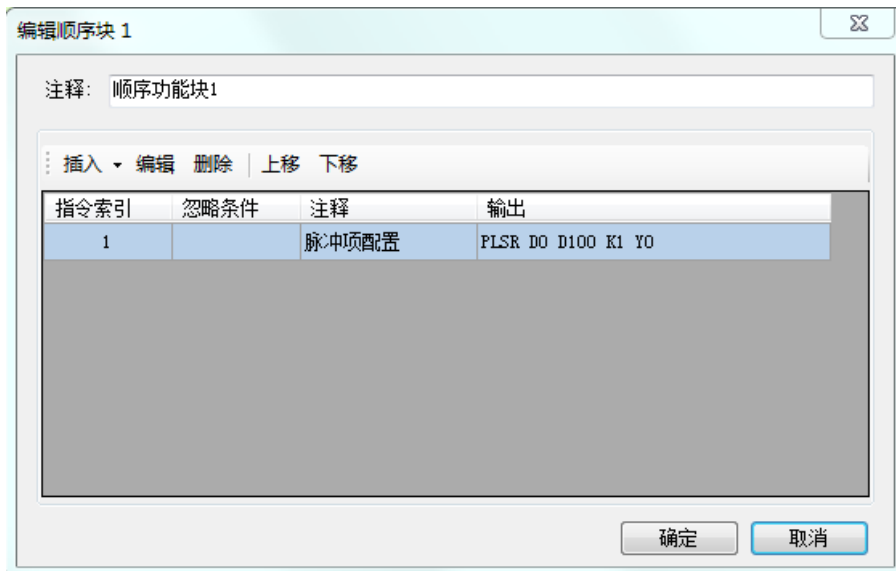 编辑顺序块 1
注释: 顺序功能块1
插入 编辑 删除 上移 下移
指令索引 忽略条件 注释 输出
1 脉冲项配置 PLSR D0 D100 K1 Y0
确定 取消